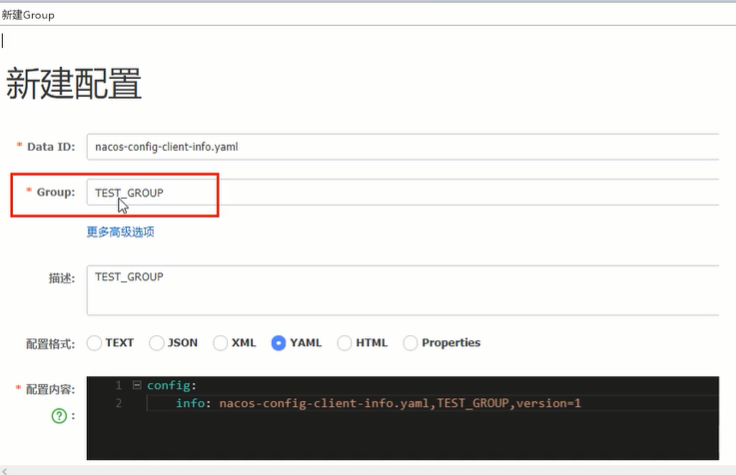 新建Group
新建配置
* Data ID: nacos-config-client-info.yaml
* Group: TEST_GROUP
更多高级选项
描述: TEST_GROUP
配置格式: TEXT JSON XML YAML HTML Properties
* 配置内容: 1 config:
? : 2 info: nacos-config-client-info.yaml,TEST_GROUP,version=1